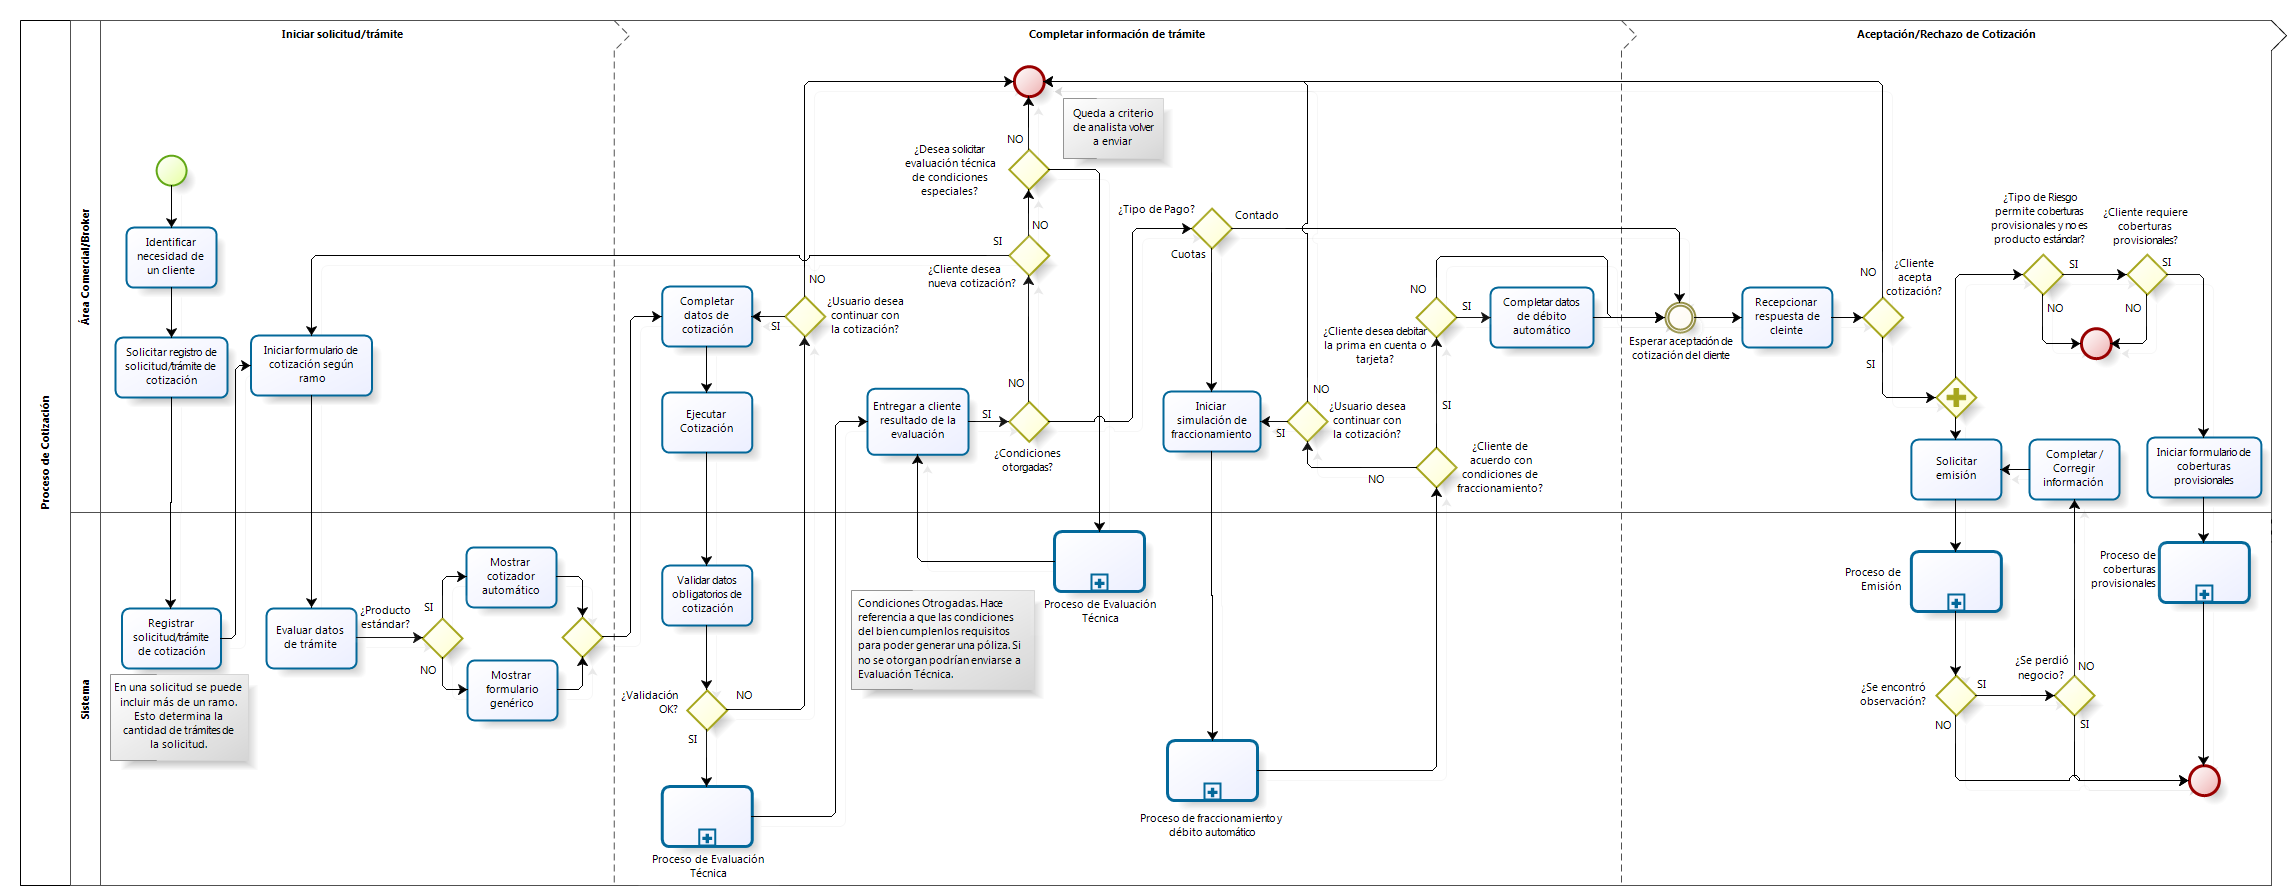 Iniciar solicitud/trámite
Completar información de trámite
Aceptación/Rechazo de Cotización
Proceso de Cotización
Área Comercial/Broker
Sistema
Identificar
necesidad de
un cliente
Solicitar registro de
solicitud/trámite de
cotización
Iniciar formulario de
cotización según
ramo
Registrar
solicitud/trámite
de cotización
En una solicitud se puede
incluir más de un ramo.
Esto determina la
cantidad de trámites de
la solicitud.
Evaluar datos
de trámite
¿Producto
estándar?
SI
NO
Mostrar
cotizador
automático
Mostrar
formulario
genérico
Completar
datos de
cotización
SI
NO
¿Usuario desea
continuar con
la cotización?
Ejecutar
Cotización
Validar datos
obligatorios de
cotización
¿Validación
OK?
NO
SI
Proceso de Evaluación
Técnica
Entregar a cliente
resultado de la
evaluación
SI
NO
¿Condiciones
otorgadas?
¿Cliente desea
nueva cotización?
SI
NO
¿Desea solicitar
evaluación técnica
de condiciones
especiales?
NO
Queda a criterio
de analista volver
a enviar
Condiciones Otrogadas. Hace
referencia a que las condiciones
del bien cumplen los requisitos
para poder generar una póliza. Si
no se otorgan podrían enviarse a
Evaluación Técnica.
Proceso de Evaluación
Técnica
¿Tipo de Pago?
Contado
Cuotas
Iniciar
simulación de
fraccionamiento
SI
NO
¿Usuario desea
continuar con
la cotización?
NO
¿Cliente de
acuerdo con
condiciones de
fraccionamiento?
SI
Proceso de fraccionamiento y
débito automático
¿Cliente desea debitar
la prima en cuenta o
tarjeta?
NO
SI
Completar datos
de débito
automático
Esperar aceptación de
cotización del cliente
Recepcionar
respuesta de
cleinte
¿Cliente
acepta
cotización?
NO
SI
¿Tipo de Riesgo
permite coberturas
provisionales y no es
producto estándar?
SI
NO
¿Cliente requiere
coberturas
provisionales?
SI
NO
Solicitar
emisión
Completar /
Corregir
información
Iniciar formulario de
coberturas
provisionales
Proceso de
Emisión
Proceso de
coberturas
provisionales
¿Se encontró
observación?
SI
NO
¿Se perdió
negocio?
NO
SI